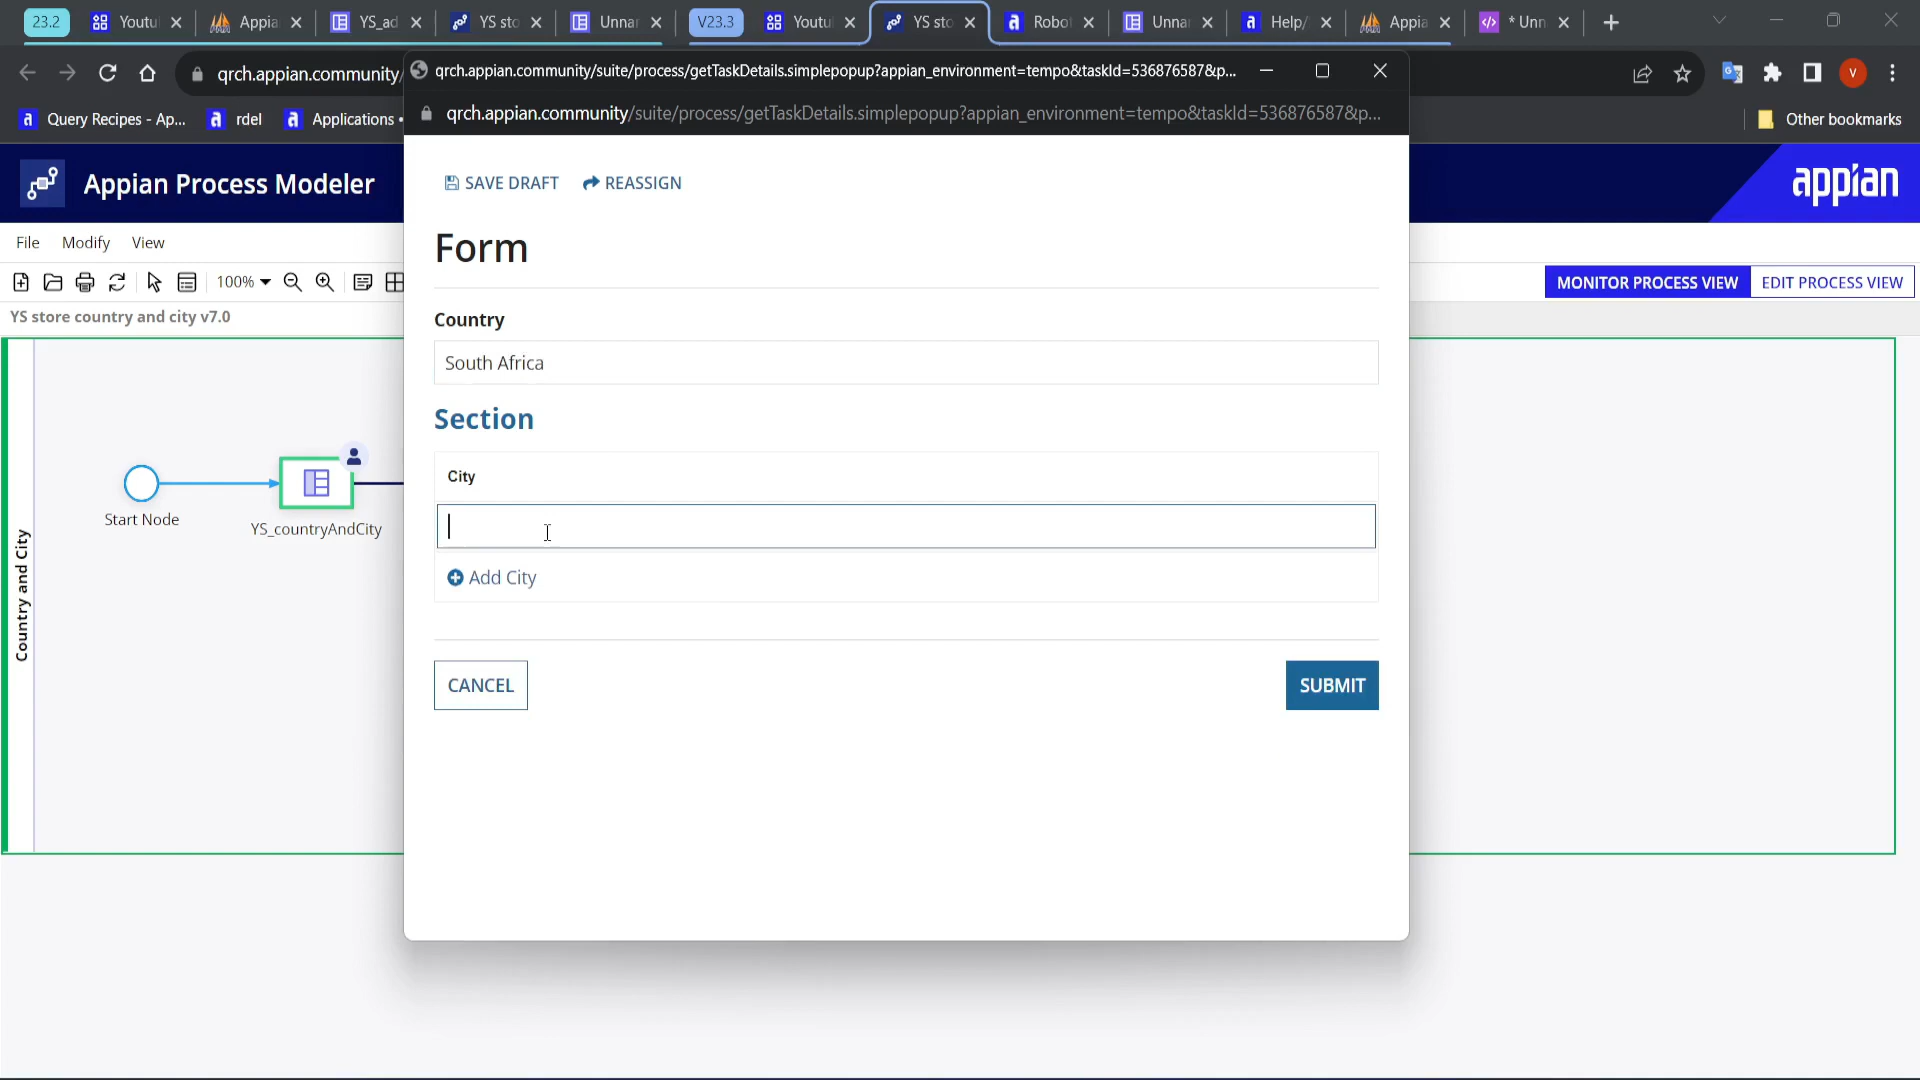 23.2 Youtu Appia YS_ad YS sto Unnar V23.3 Youtu YS sto Robot Unnar Help/ Appia * Unn
qrch.appian.community/suite/process/getTaskDetails.simplepopup?appian_environment=tempo&taskId=536876587&p...
qrch.appian.community/
qrch.appian.community/suite/process/getTaskDetails.simplepopup?appian_environment=tempo&taskId=536876587&p...
V
Query Recipes - Ap... rdel Applications Other bookmarks
Appian Process Modeler
appian
File Modify View
100%
MONITOR PROCESS VIEW EDIT PROCESS VIEW
YS store country and city v7.0
Country and City
Start Node
YS_countryAndCity
SAVE DRAFT REASSIGN
Form
Country
South Africa
Section
City
Add City
CANCEL SUBMIT